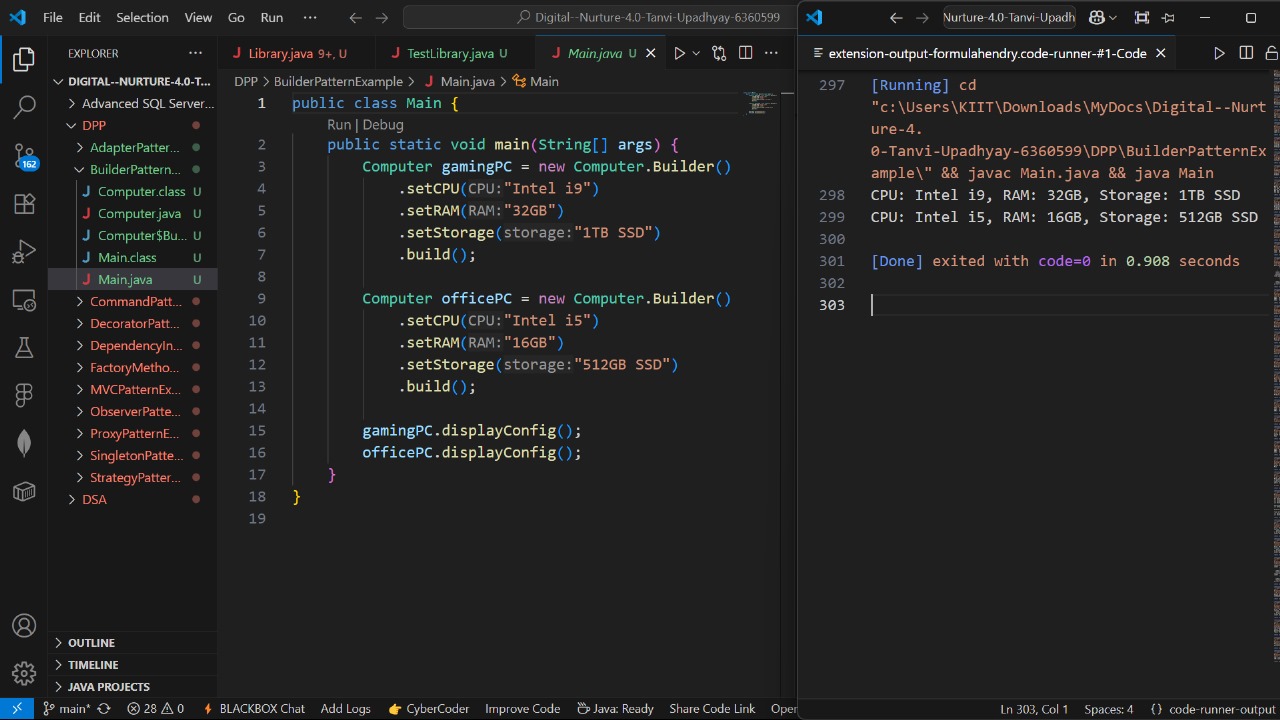 File Edit Selection View Go Run ··· Digital--Nurture-4.0-Tanvi-Upadhyay-6360599
EXPLORER ···
DIGITAL--NURTURE-4.0-T...
Advanced SQL Server...
DPP
AdapterPatter...
BuilderPattern...
Computer.class U
Computer.java U
Computer$Bu... U
Main.class U
Main.java U
CommandPatt...
DecoratorPatt...
DependencyIn...
FactoryMetho...
MVCPatternEx...
ObserverPatte...
ProxyPatternE...
SingletonPatte...
StrategyPatter...
DSA
162
OUTLINE
TIMELINE
JAVA PROJECTS
Library.java 9+, U TestLibrary.java U Main.java U
DPP > BuilderPatternExample > Main.java > Main
1 public class Main {
Run | Debug
2 public static void main(String[] args) {
3 Computer gamingPC = new Computer.Builder()
4 .setCPU(CPU:"Intel i9")
5 .setRAM(RAM:"32GB")
6 .setStorage(storage:"1TB SSD")
7 .build();
8
9 Computer officePC = new Computer.Builder()
10 .setCPU(CPU:"Intel i5")
11 .setRAM(RAM:"16GB")
12 .setStorage(storage:"512GB SSD")
13 .build();
14
15 gamingPC.displayConfig();
16 officePC.displayConfig();
17 }
18 }
19
Nurture-4.0-Tanvi-Upadh
extension-output-formulahendry.code-runner-#1-Code
297 [Running] cd
"c:\Users\KIIT\Downloads\MyDocs\Digital--Nurt
ure-4.
0-Tanvi-Upadhyay-6360599\DPP\BuilderPatternEx
ample\" && javac Main.java && java Main
298 CPU: Intel i9, RAM: 32GB, Storage: 1TB SSD
299 CPU: Intel i5, RAM: 16GB, Storage: 512GB SSD
300
301 [Done] exited with code=0 in 0.908 seconds
302
303
main* 28 0 BLACKBOX Chat Add Logs CyberCoder Improve Code Java: Ready Share Code Link Open
Ln 303, Col 1 Spaces: 4 {} code-runner-output